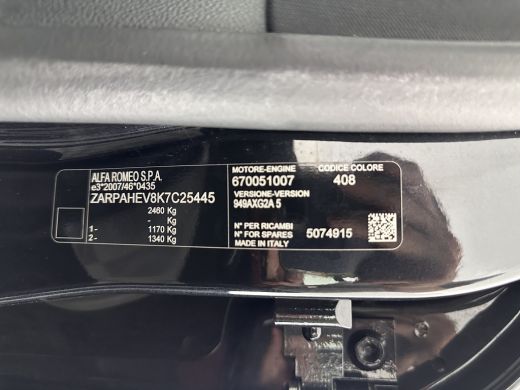 ALFA ROMEO S.P.A.
e3*2007/46*0435
ZARPAHEV8K7C25445
2460 Kg
- Kg
1- 1170 Kg
2- 1340 Kg
MOTORE-ENGINE CODICE COLORE
670051007 408
VERSIONE-VERSION
949AXG2A 5
N° PER RICAMBI
N° FOR SPARES 5074915
MADE IN ITALY